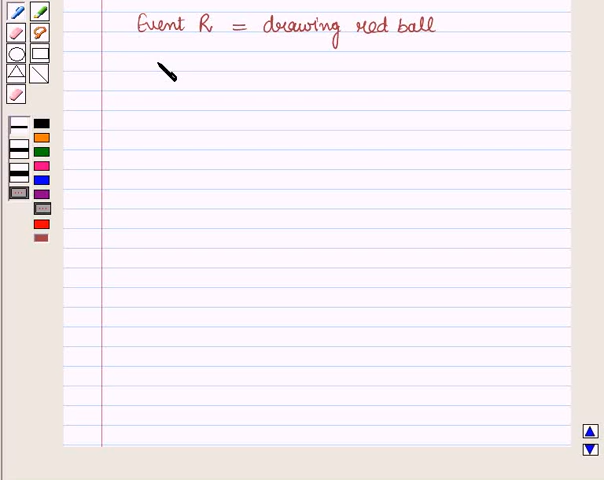 Event R = drawing red ball